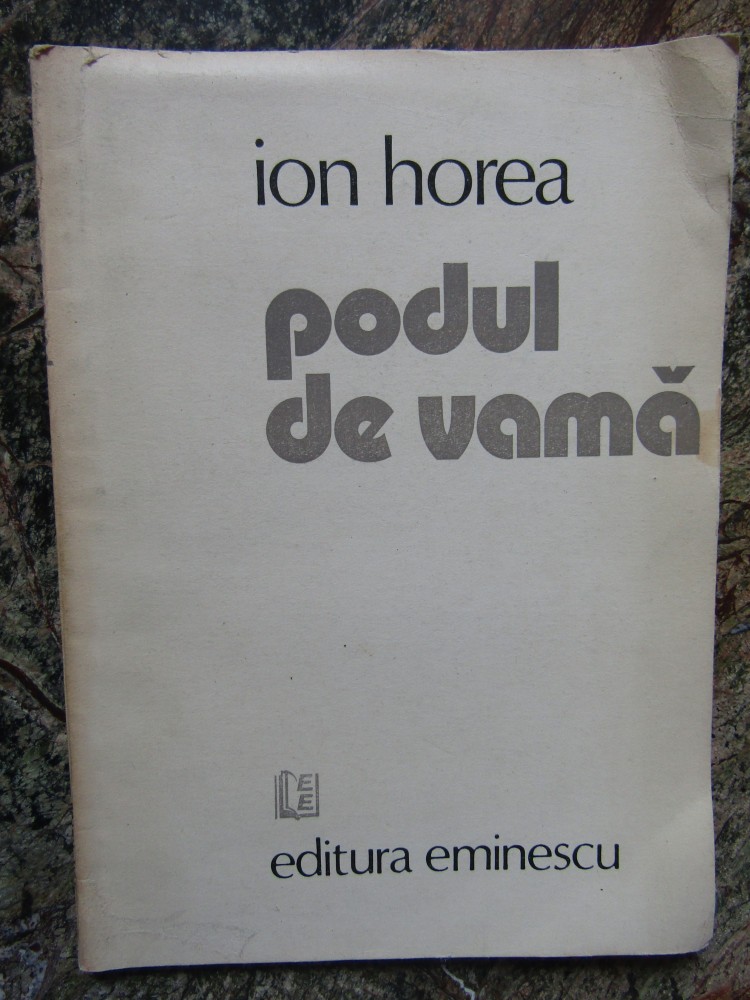 ion horea
podul
de vamă
E
E
editura eminescu